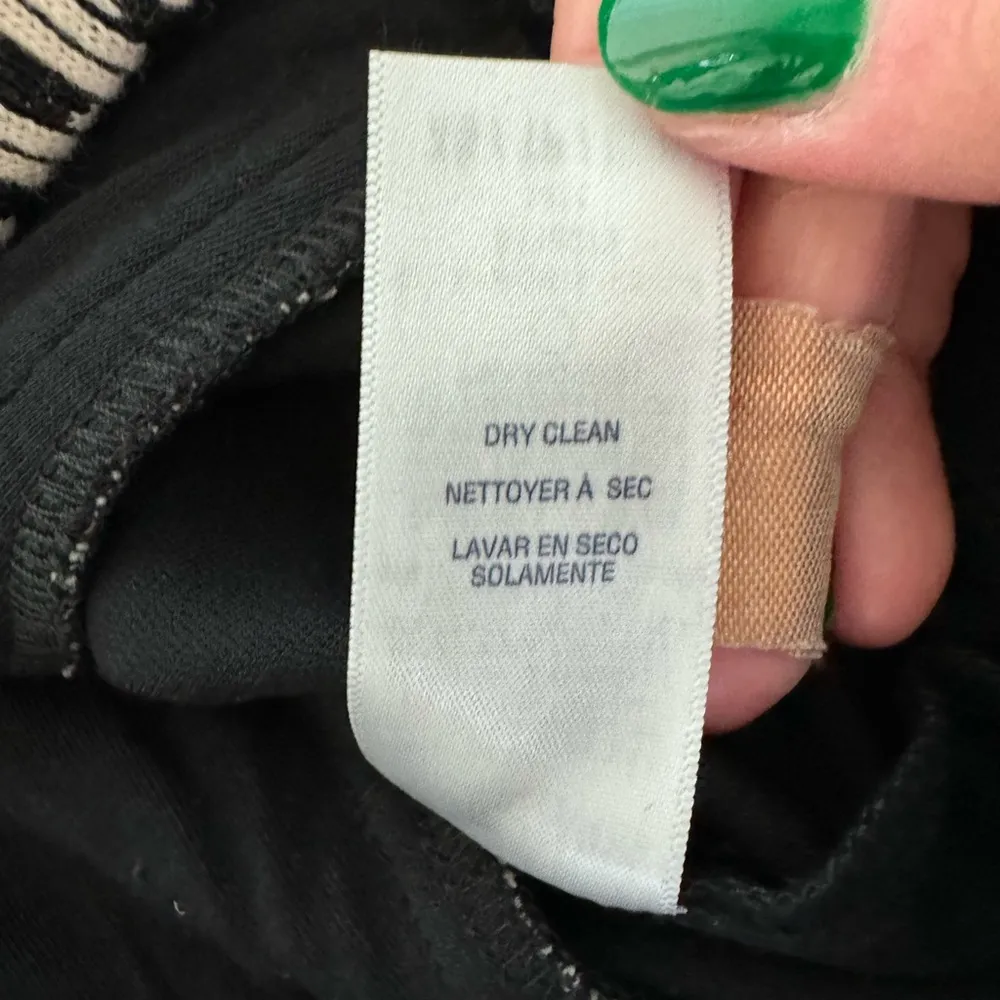 DRY CLEAN
NETTOYER À SEC
LAVAR EN SECO
SOLAMENTE